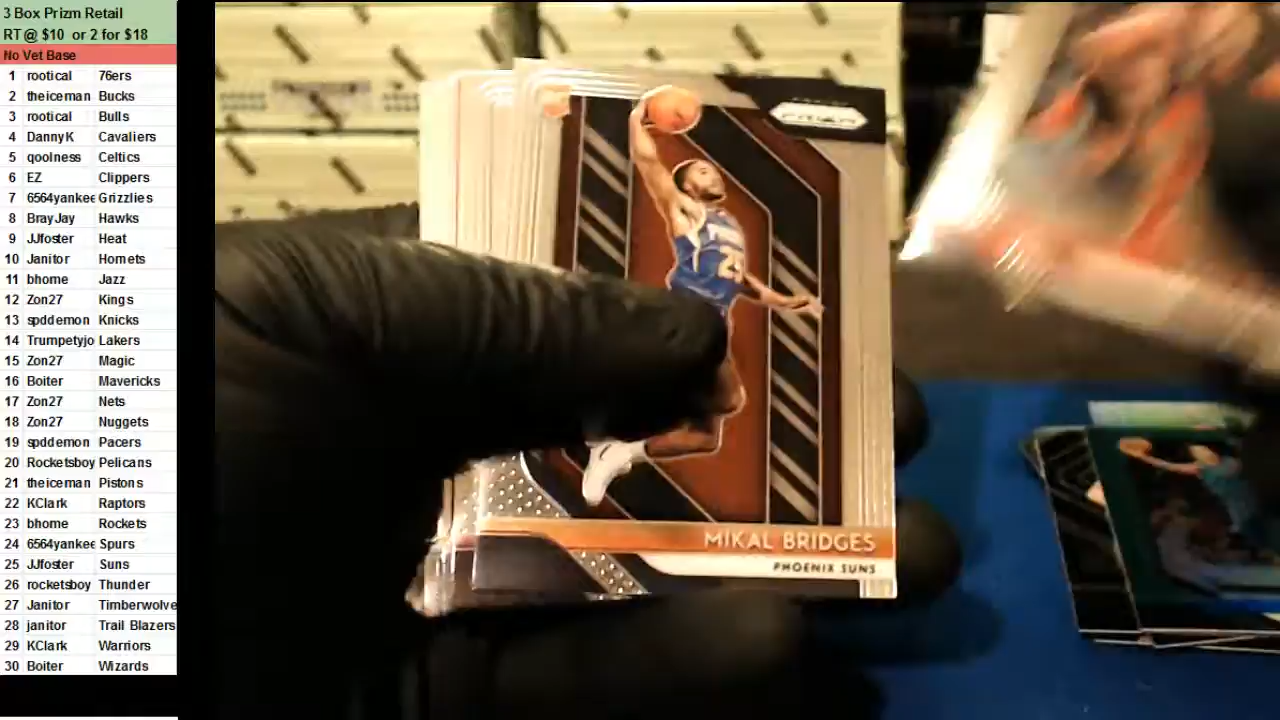 3 Box Prizm Retail
RT @ $10 or 2 for $18
No Vet Base
1 rootical 76ers
2 theiceman Bucks
3 rootical Bulls
4 DannyK Cavaliers
5 qoolness Celtics
6 EZ Clippers
7 6564yankee Grizzlies
8 BrayJay Hawks
9 JJfoster Heat
10 Janitor Hornets
11 bhome Jazz
12 Zon27 Kings
13 spddemon Knicks
14 Trumpetyjo Lakers
15 Zon27 Magic
16 Boiter Mavericks
17 Zon27 Nets
18 Zon27 Nuggets
19 spddemon Pacers
20 Rocketsboy Pelicans
21 theiceman Pistons
22 KClark Raptors
23 bhome Rockets
24 6564yankee Spurs
25 JJfoster Suns
26 rocketsboy Thunder
27 Janitor Timberwolve
28 janitor Trail Blazers
29 KClark Warriors
30 Boiter Wizards
PANINI
PRIZM
25
MIKAL BRIDGES
PHOENIX SUNS